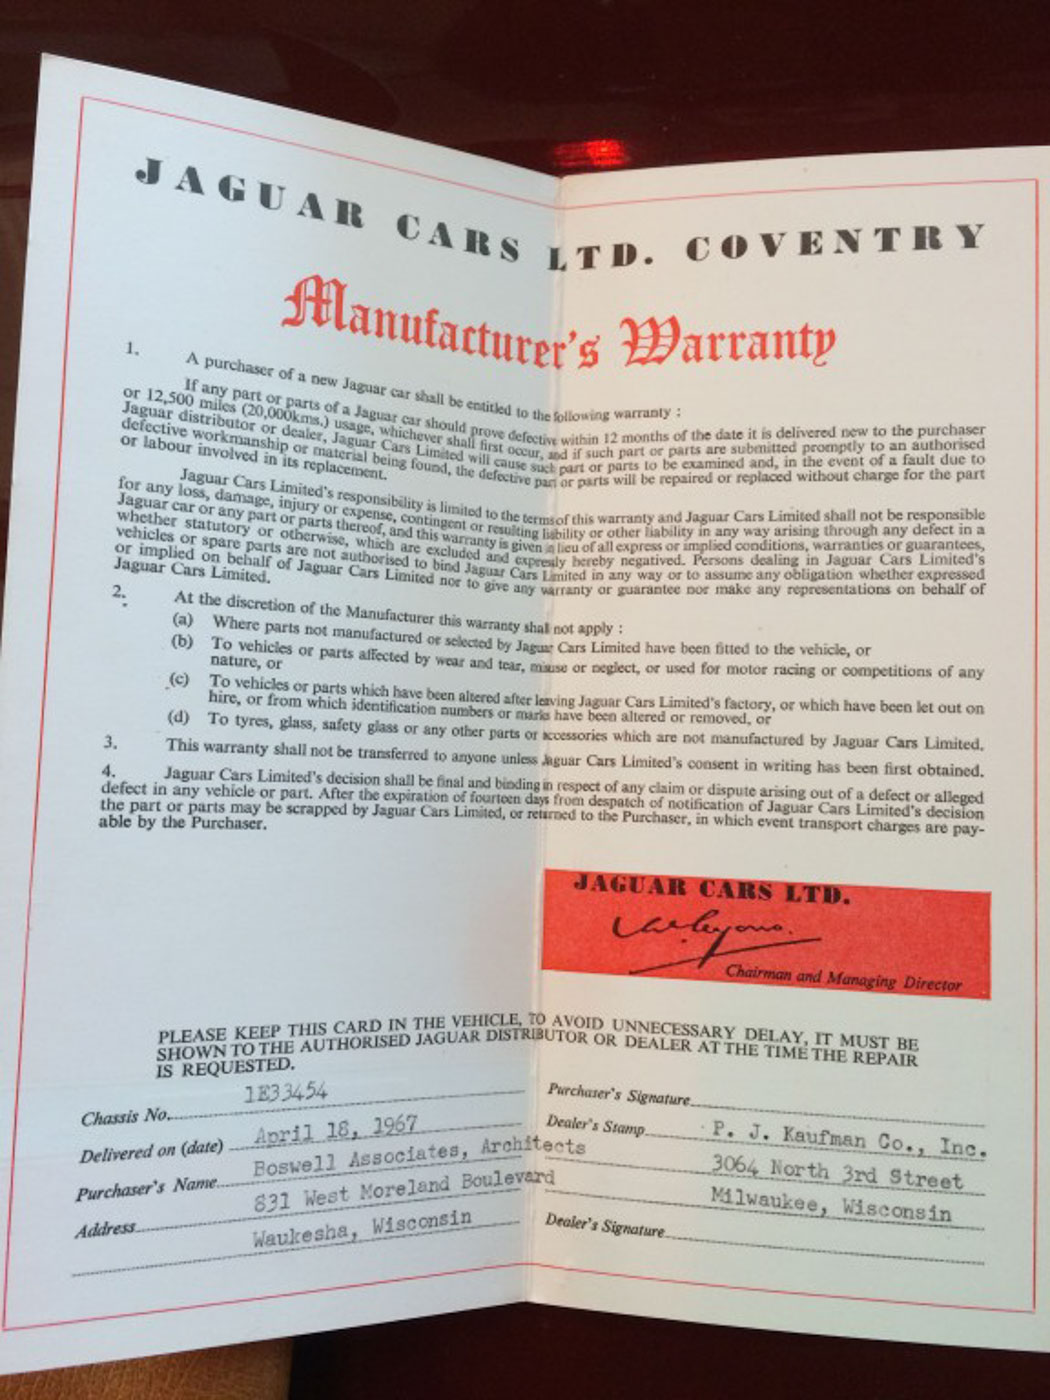 JAGUAR CARS LTD. COVENTRY
Manufacturer's Warranty
1. A purchaser of a new Jaguar car shall be entitled to the following warranty :
If any part or parts of a Jaguar car should prove defective within 12 months of the date it is delivered new to the purchaser
or 12,500 miles (20,000kms.) usage, whichever shall first occur, and if such part or parts are submitted promptly to an authorised
Jaguar distributor or dealer, Jaguar Cars Limited will cause such part or parts to be examined and, in the event of a fault due to
defective workmanship or material being found, the defective part or parts will be repaired or replaced without charge for the part
or labour involved in its replacement.
Jaguar Cars Limited's responsibility is limited to the terms of this warranty and Jaguar Cars Limited shall not be responsible
for any loss, damage, injury or expense, contingent or resulting liability or other liability in any way arising through any defect in a
Jaguar car or any part or parts thereof, and this warranty is given in lieu of all express or implied conditions, warranties or guarantees,
whether statutory or otherwise, which are excluded and expressly hereby negatived. Persons dealing in Jaguar Cars Limited's
vehicles or spare parts are not authorised to bind Jaguar Cars Limited in any way or to assume any obligation whether expressed
or implied on behalf of Jaguar Cars Limited nor to give any warranty or guarantee nor make any representations on behalf of
Jaguar Cars Limited.
2. At the discretion of the Manufacturer this warranty shall not apply :
(a) Where parts not manufactured or selected by Jaguar Cars Limited have been fitted to the vehicle, or
(b) To vehicles or parts affected by wear and tear, misuse or neglect, or used for motor racing or competitions of any
nature, or
(c) To vehicles or parts which have been altered after leaving Jaguar Cars Limited's factory, or which have been let out on
hire, or from which identification numbers or marks have been altered or removed, or
(d) To tyres, glass, safety glass or any other parts or accessories which are not manufactured by Jaguar Cars Limited.
3. This warranty shall not be transferred to anyone unless Jaguar Cars Limited's consent in writing has been first obtained.
4. Jaguar Cars Limited's decision shall be final and binding in respect of any claim or dispute arising out of a defect or alleged
defect in any vehicle or part. After the expiration of fourteen days from despatch of notification of Jaguar Cars Limited's decision
the part or parts may be scrapped by Jaguar Cars Limited, or returned to the Purchaser, in which event transport charges are pay-
able by the Purchaser.
JAGUAR CARS LTD.
Chairman and Managing Director
PLEASE KEEP THIS CARD IN THE VEHICLE, TO AVOID UNNECESSARY DELAY, IT MUST BE
SHOWN TO THE AUTHORISED JAGUAR DISTRIBUTOR OR DEALER AT THE TIME THE REPAIR
IS REQUESTED.
Chassis No. 1E33454
Delivered on (date) April 18, 1967
Purchaser's Name Boswell Associates, Architects
Address 831 West Moreland Boulevard
Waukesha, Wisconsin
Purchaser's Signature
Dealer's Stamp P. J. Kaufman Co., Inc.
3064 North 3rd Street
Milwaukee, Wisconsin
Dealer's Signature